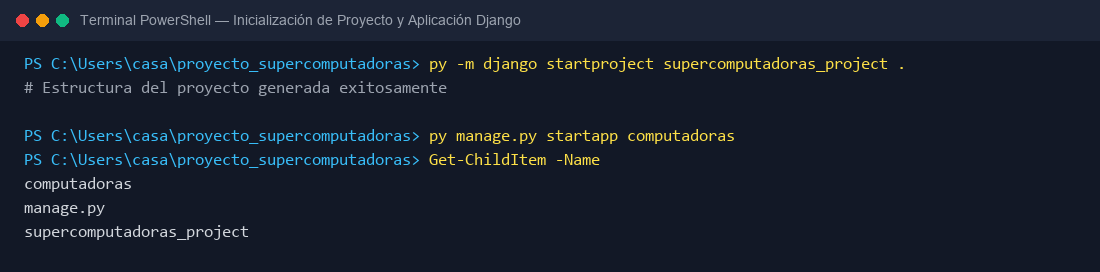 Terminal PowerShell — Inicialización de Proyecto y Aplicación Django
PS C:\Users\casa\proyecto_supercomputadoras> py -m django startproject supercomputadoras_project .
# Estructura del proyecto generada exitosamente
PS C:\Users\casa\proyecto_supercomputadoras> py manage.py startapp computadoras
PS C:\Users\casa\proyecto_supercomputadoras> Get-ChildItem -Name
computadoras
manage.py
supercomputadoras_project